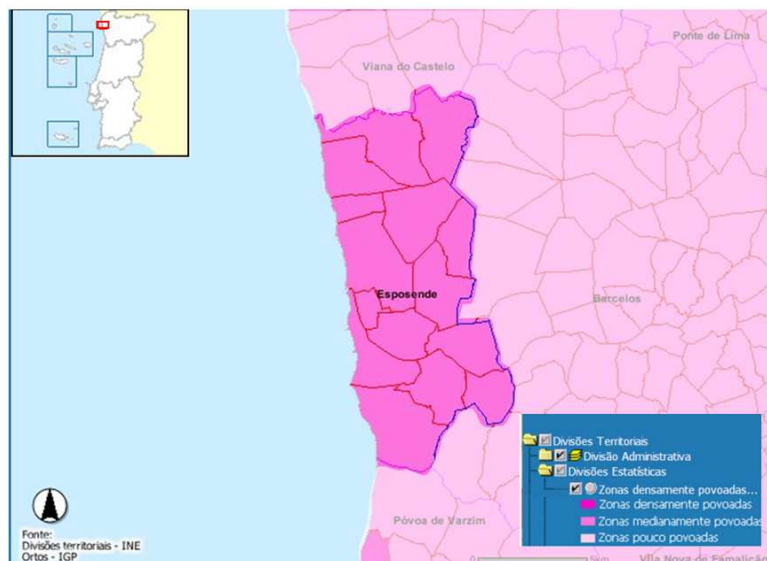 Ponte de Lima
Viana do Castelo
Esposende
Barcelos
Divisões Territoriais
Divisão Administrativa
Divisões Estatísticas
Zonas densamente povoadas...
Zonas densamente povoadas
Zonas medianamente povoadas
Zonas pouco povoadas
Póvoa de Varzim
Fonte:
Divisões territoriais - INE
Ortos - IGP
0 5km
Vila Nova de Famalicão